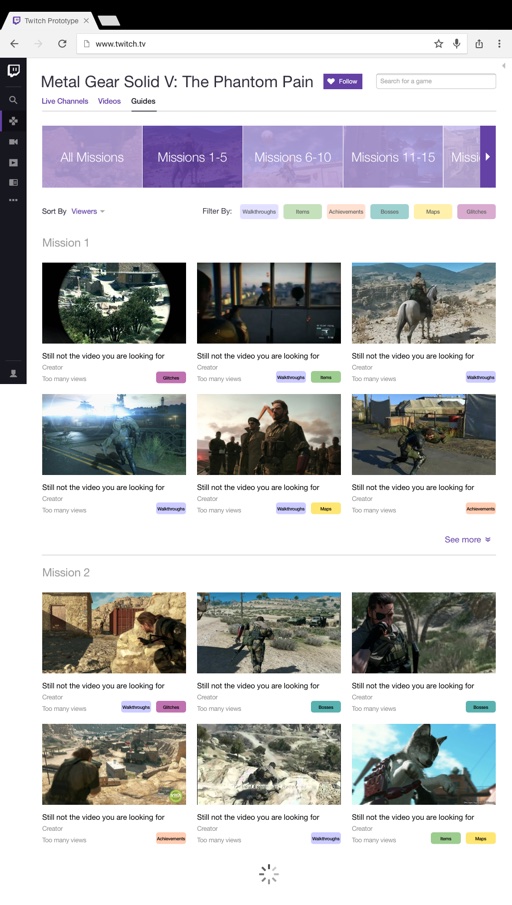 Twitch Prototype
www.twitch.tv
Metal Gear Solid V: The Phantom Pain
Follow
Search for a game
Live Channels Videos Guides
All Missions Missions 1-5 Missions 6-10 Missions 11-15 Missi
Sort By Viewers
Filter By: Walkthroughs Items Achievements Bosses Maps Glitches
Mission 1
Still not the video you are looking for
Creator
Too many views
Glitches
Still not the video you are looking for
Creator
Too many views
Walkthroughs Items
Still not the video you are looking for
Creator
Too many views
Walkthroughs
Still not the video you are looking for
Creator
Too many views
Walkthroughs
Still not the video you are looking for
Creator
Too many views
Walkthroughs Maps
Still not the video you are looking for
Creator
Too many views
Achievements
See more
Mission 2
Still not the video you are looking for
Creator
Too many views
Walkthroughs Glitches
Still not the video you are looking for
Creator
Too many views
Bosses
Still not the video you are looking for
Creator
Too many views
Bosses
Still not the video you are looking for
Creator
Too many views
Achievements
Still not the video you are looking for
Creator
Too many views
Walkthroughs
Still not the video you are looking for
Creator
Too many views
Items Maps